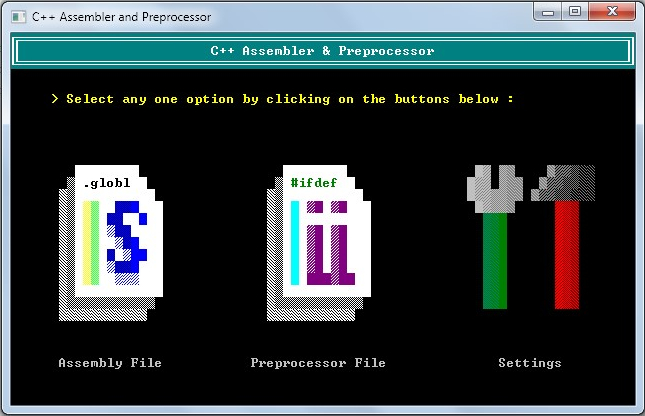 C++ Assembler and Preprocessor
C++ Assembler & Preprocessor
> Select any one option by clicking on the buttons below :
.globl #ifdef
S ii
Assembly File Preprocessor File Settings